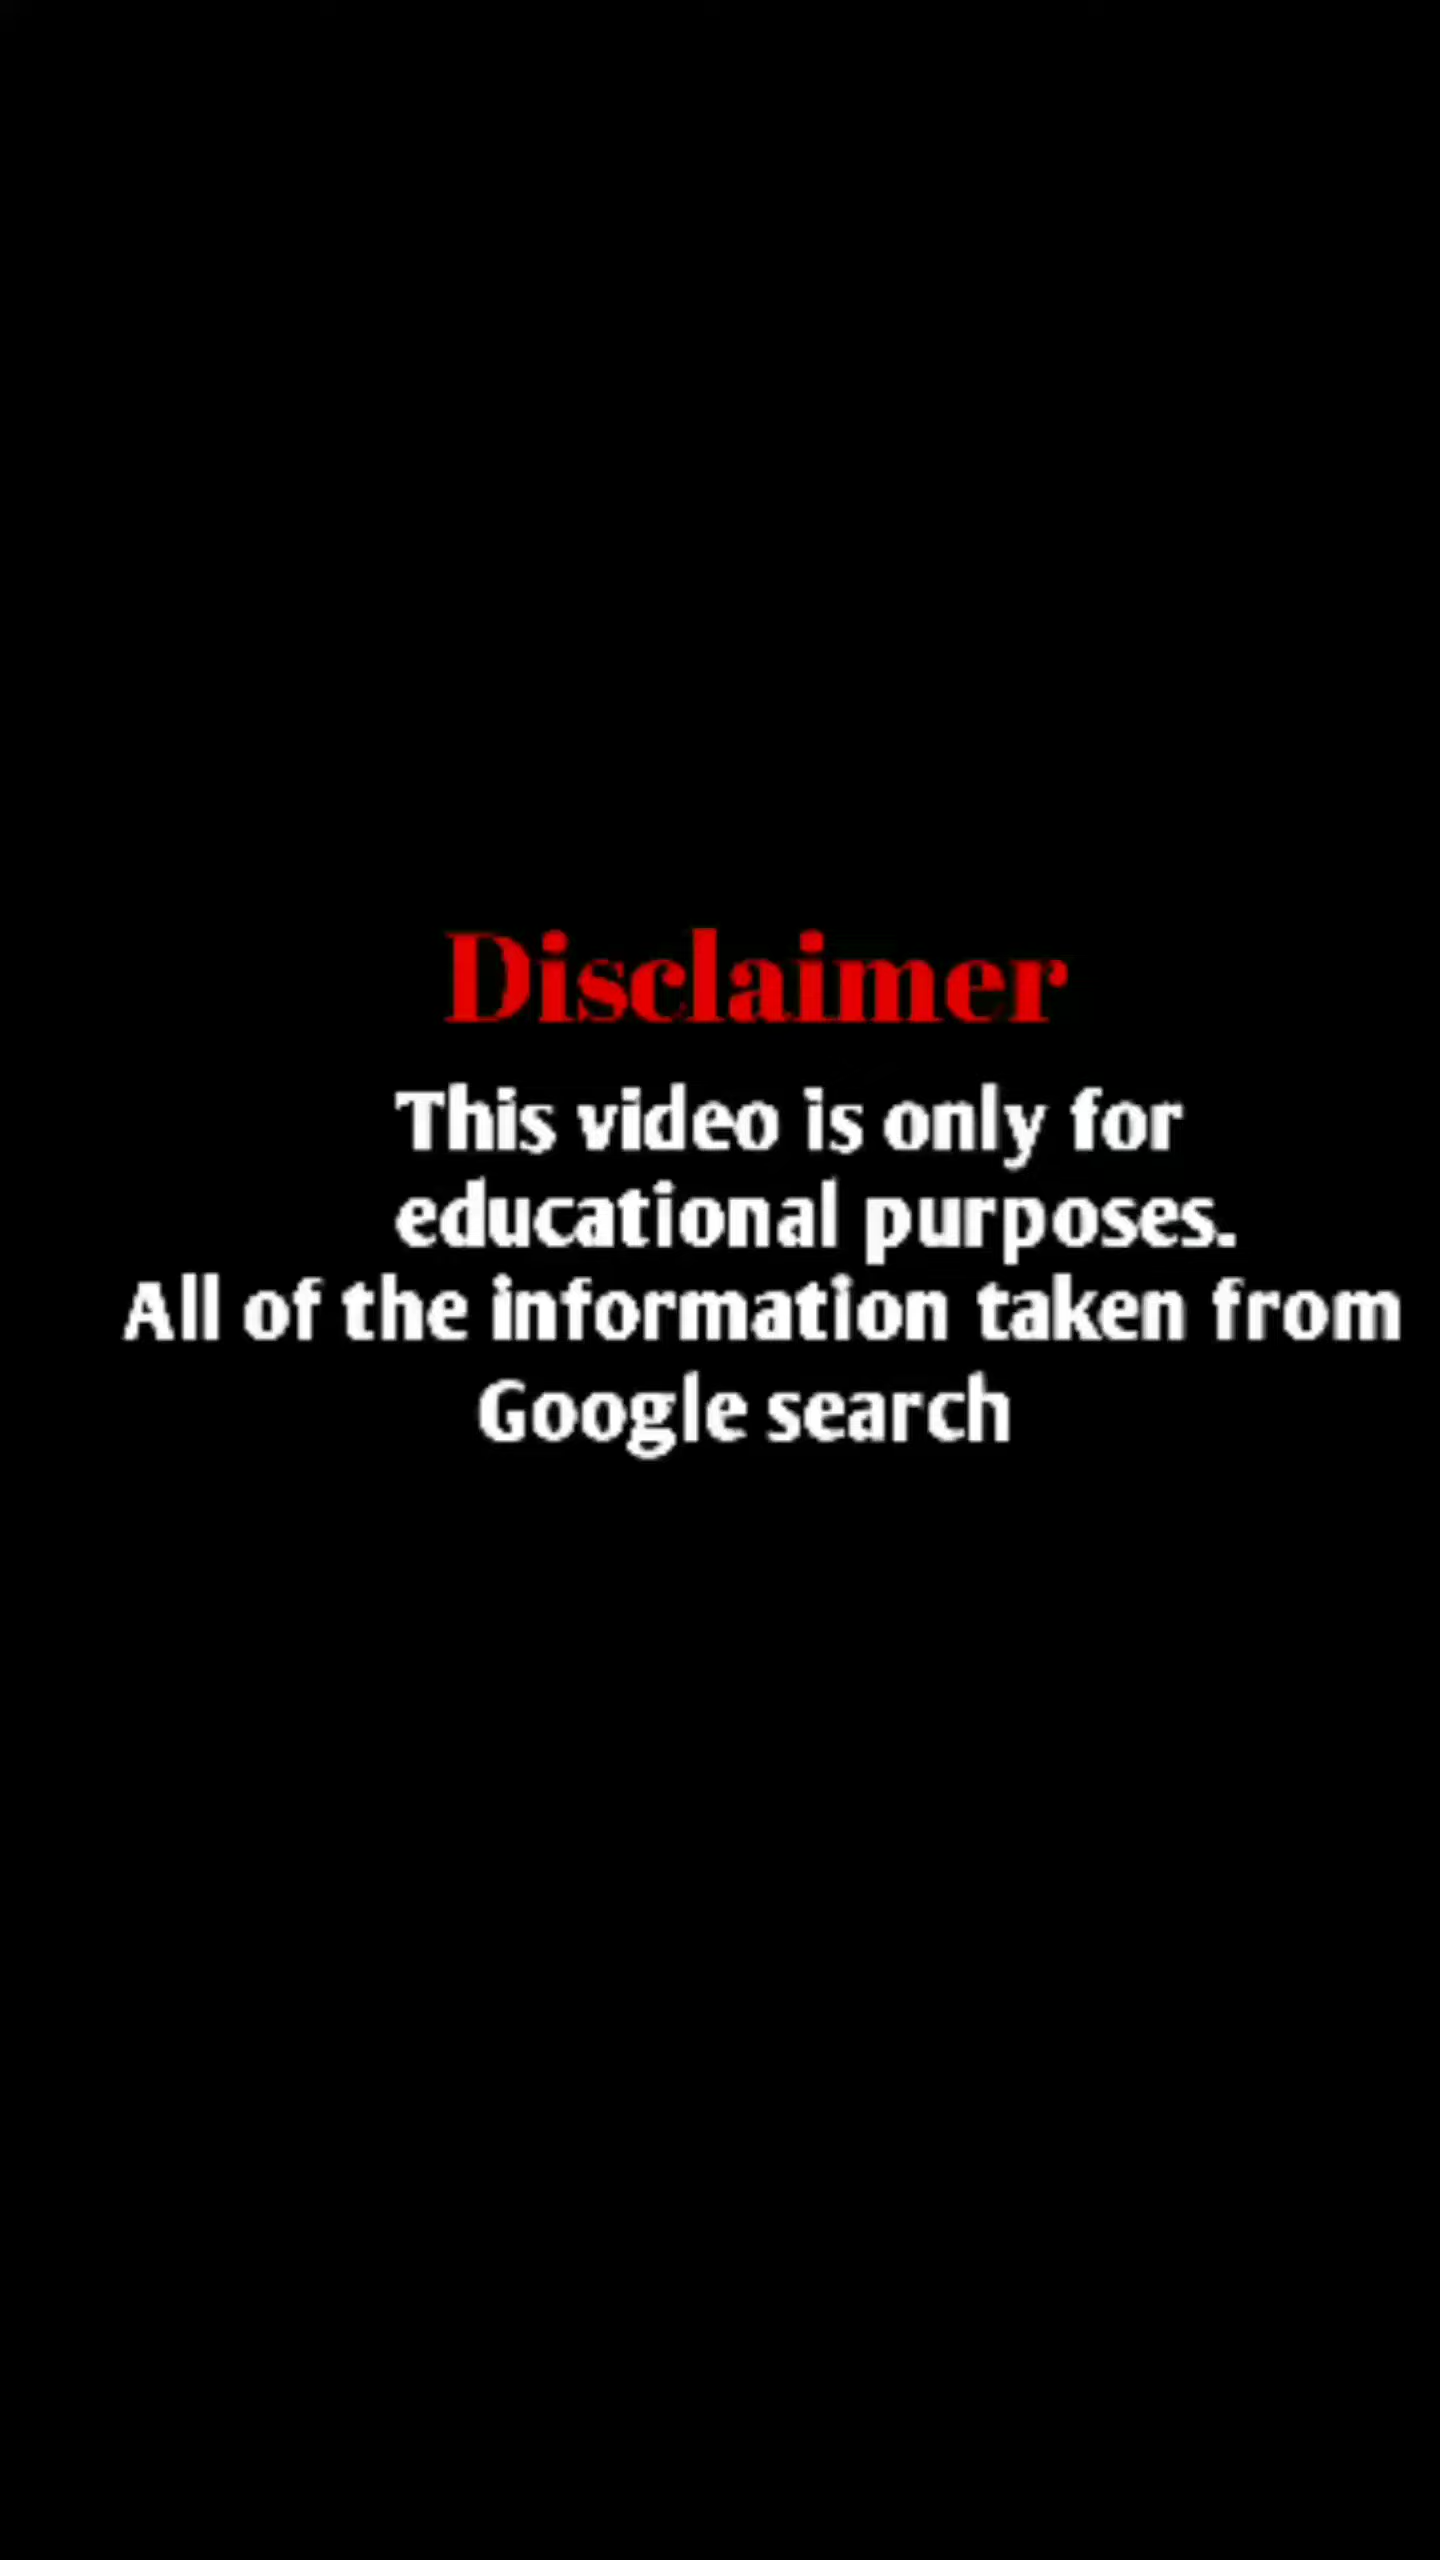 Disclaimer
This video is only for
educational purposes.
All of the information taken from
Google search